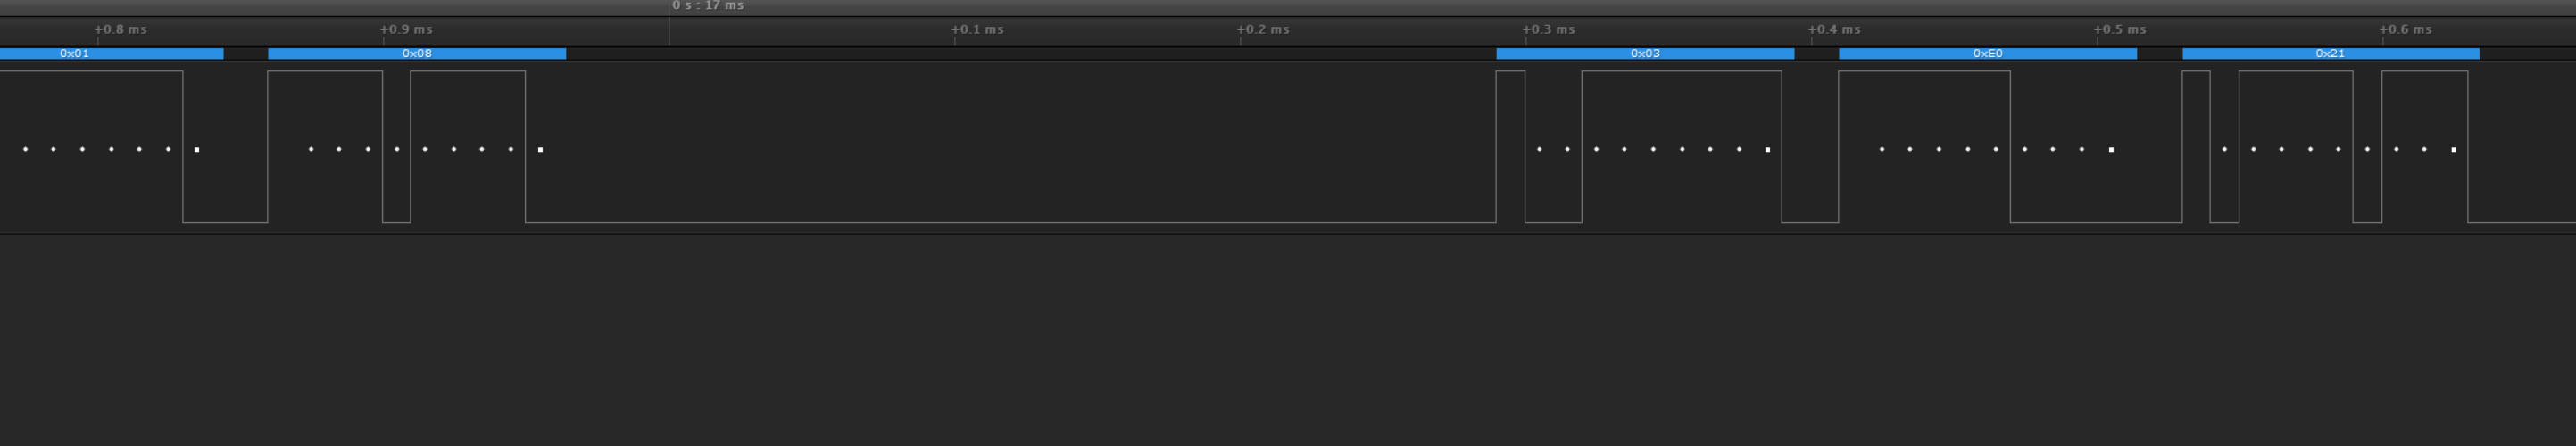 0 s : 17 ms
+0.8 ms +0.9 ms +0.1 ms +0.2 ms +0.3 ms +0.4 ms +0.5 ms +0.6 ms
0x01 0x08 0x03 0xE0 0x21